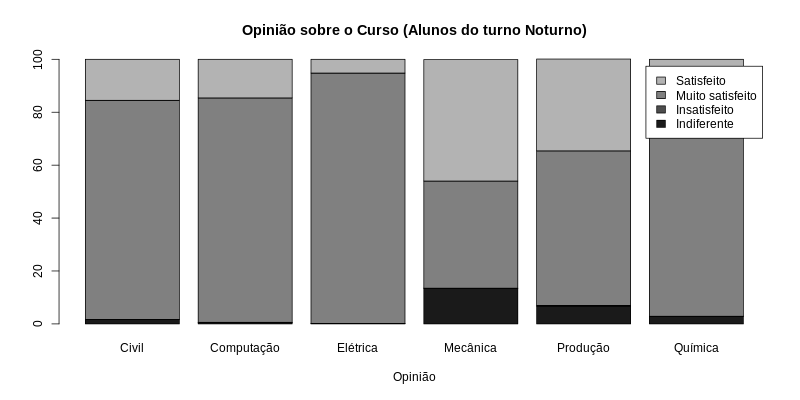 Opinião sobre o Curso (Alunos do turno Noturno)
100
80
60
40
20
0
Satisfeito
Muito satisfeito
Insatisfeito
Indiferente
Civil Computação Elétrica Mecânica Produção Química
Opinião